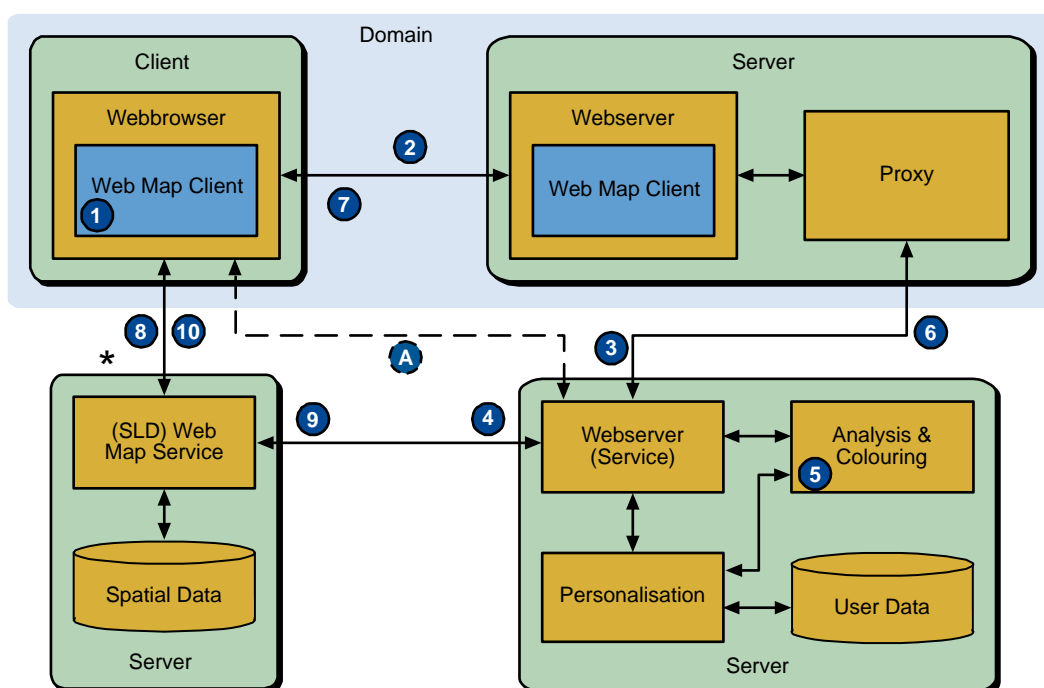 Domain
Client
Server
Webbrowser
Webserver
Web Map Client
1
2
7
Web Map Client
Proxy
8
10
*
A
3
6
(SLD) Web
Map Service
9
4
Webserver
(Service)
Analysis &
Colouring
5
Spatial Data
Personalisation
User Data
Server
Server